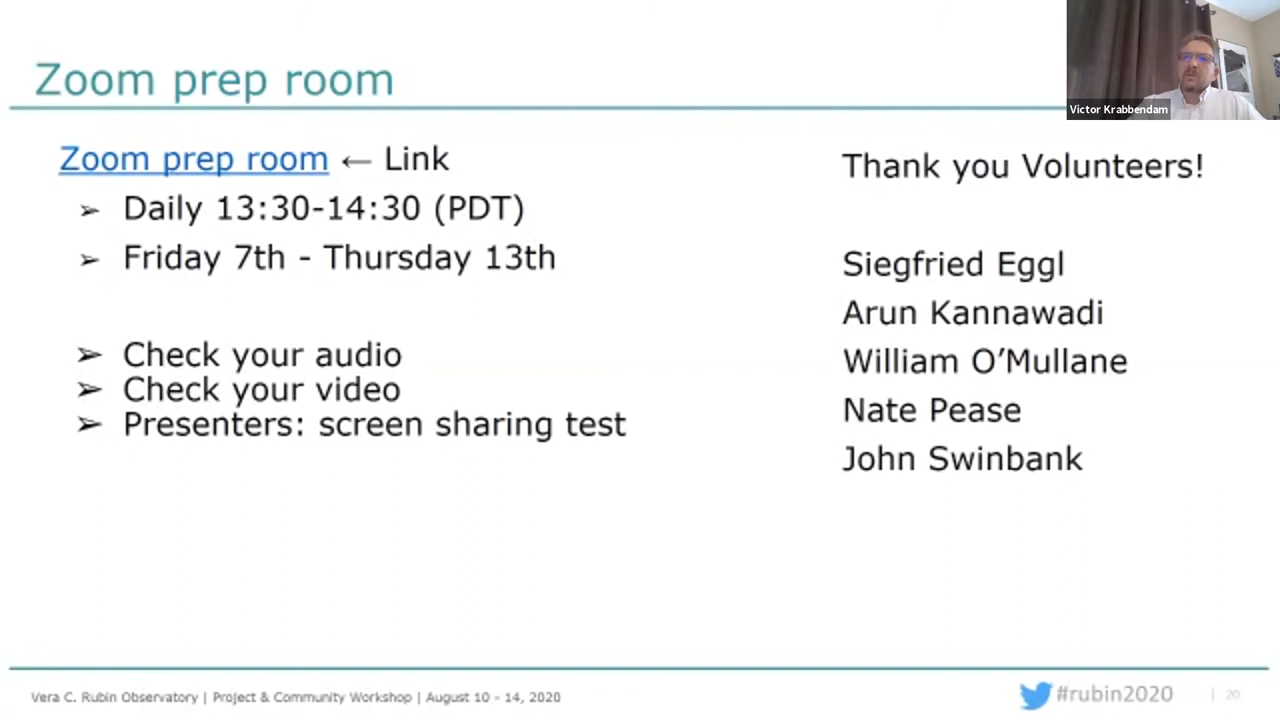 Zoom prep room
Victor Krabbendam
Zoom prep room ← Link
➢ Daily 13:30-14:30 (PDT)
➢ Friday 7th - Thursday 13th
➢ Check your audio
➢ Check your video
➢ Presenters: screen sharing test
Thank you Volunteers!
Siegfried Eggl
Arun Kannawadi
William O’Mullane
Nate Pease
John Swinbank
Vera C. Rubin Observatory | Project & Community Workshop | August 10 - 14, 2020
#rubin2020 | 20